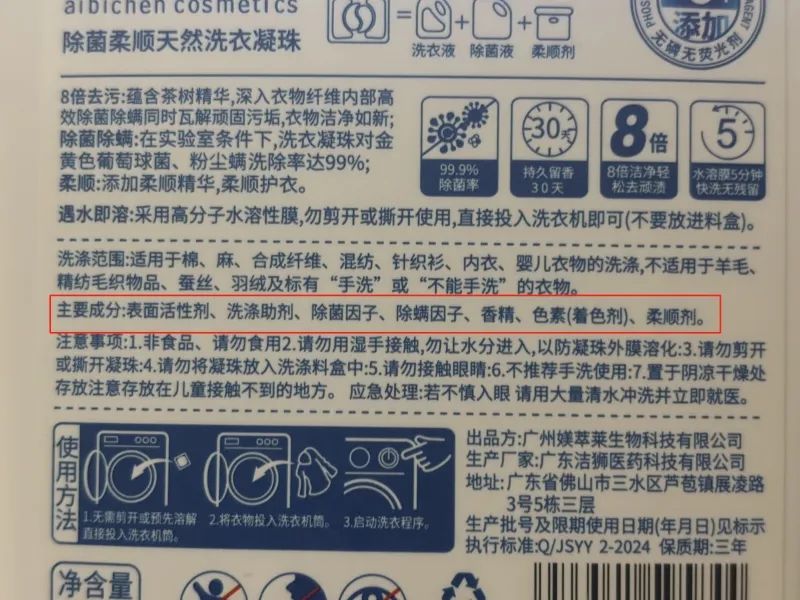 aibichen cosmetics
除菌柔顺天然洗衣凝珠
=
+
+
洗衣液 除菌液 柔顺剂
添加
无磷无荧光剂
8倍去污:蕴含茶树精华,深入衣物纤维内部高
效除菌除螨同时瓦解顽固污垢,衣物洁净如新;
除菌除螨:在实验室条件下,洗衣凝珠对金
黄色葡萄球菌、粉尘螨洗除率达99%;
柔顺:添加柔顺精华,柔顺护衣。
99.9%
除菌率
30天
持久留香
30天
8倍
8倍洁净轻
松去顽渍
5
水溶膜5分钟
快洗无残留
遇水即溶:采用高分子水溶性膜,勿剪开或撕开使用,直接投入洗衣机即可(不要放进料盒)。
洗涤范围:适用于棉、麻、合成纤维、混纺、针织衫、内衣、婴儿衣物的洗涤,不适用于羊毛、
精纺毛织物品、蚕丝、羽绒及标有“手洗”或“不能手洗”的衣物。
主要成分:表面活性剂、洗涤助剂、除菌因子、除螨因子、香精、色素(着色剂)、柔顺剂。
注意事项:1.非食品、请勿食用2.请勿用湿手接触,勿让水分进入,以防凝珠外膜溶化:3.请勿剪开
或撕开凝珠:4.请勿将凝珠放入洗涤料盒中:5.请勿接触眼睛:6.不推荐手洗使用:7.置于阴凉干燥处
存放注意存放在儿童接触不到的地方。 应急处理:若不慎入眼 请用大量清水冲洗并立即就医。
使用方法
1.无需剪开或预先溶解
直接投入洗衣机筒。
2.将衣物投入洗衣机筒。
3.启动洗衣程序。
出品方:广州媄萃莱生物科技有限公司
生产厂家:广东洁狮医药科技有限公司
地址:广东省佛山市三水区芦苞镇展凌路
3号5栋三层
生产批号及限期使用日期(年月日)见标示
执行标准:Q/JSYY 2-2024 保质期:三年
净含量